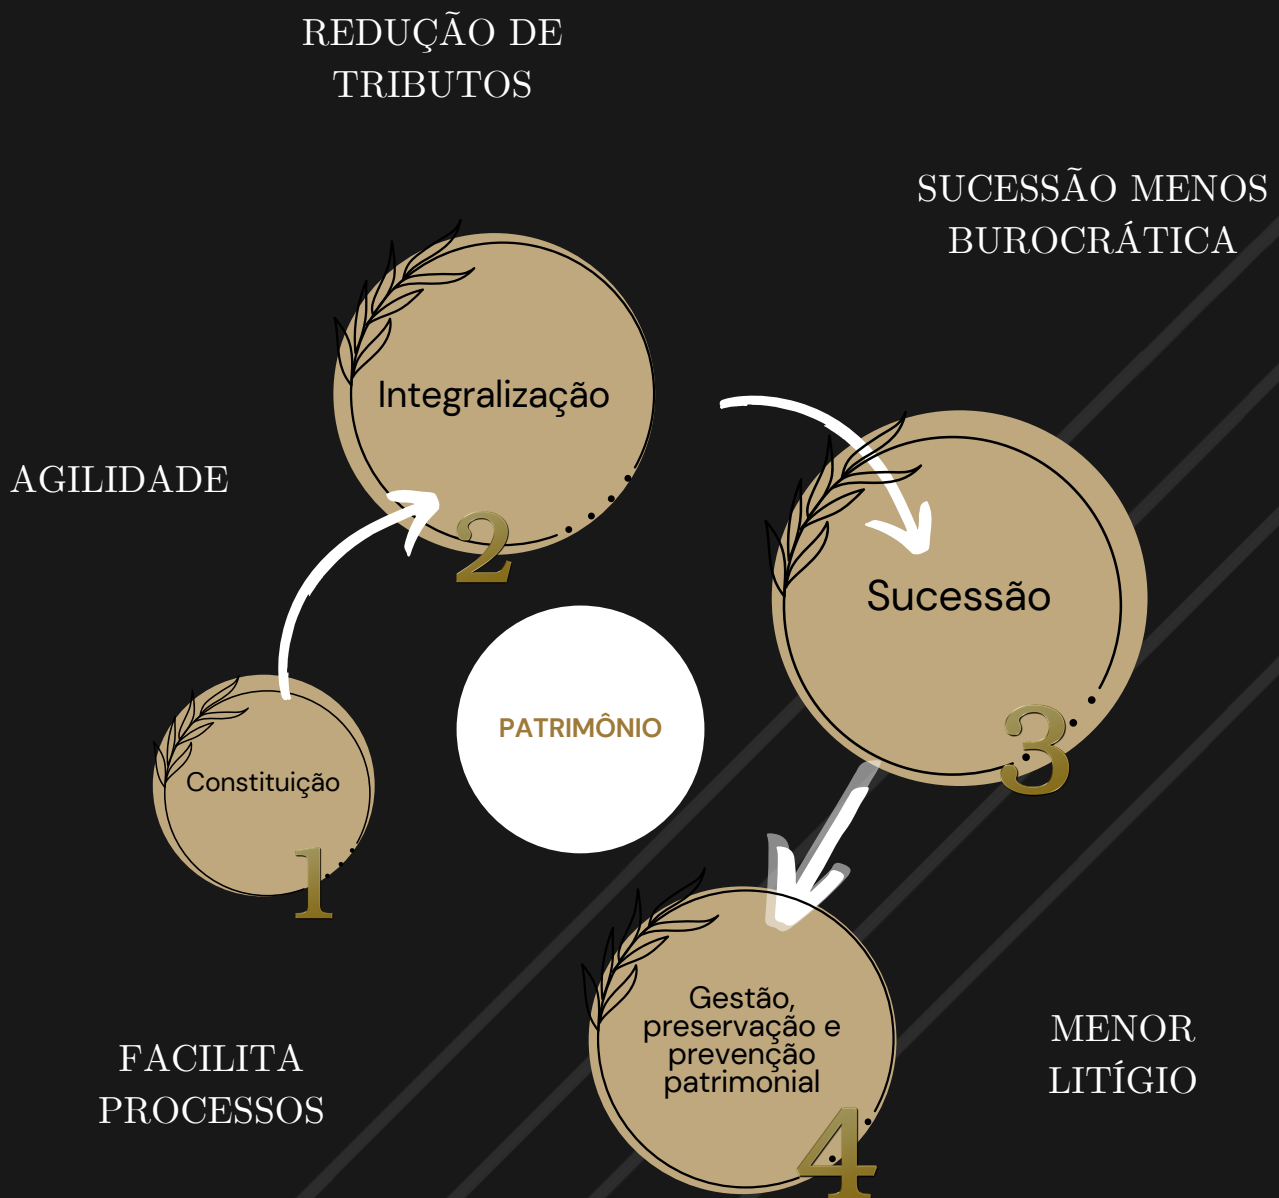 REDUÇÃO DE
TRIBUTOS
SUCESSÃO MENOS
BUROCRÁTICA
Integralização
2
AGILIDADE
Sucessão
3
PATRIMÔNIO
Constituição
1
Gestão,
preservação e
prevenção
patrimonial
4
MENOR
LITÍGIO
FACILITA
PROCESSOS